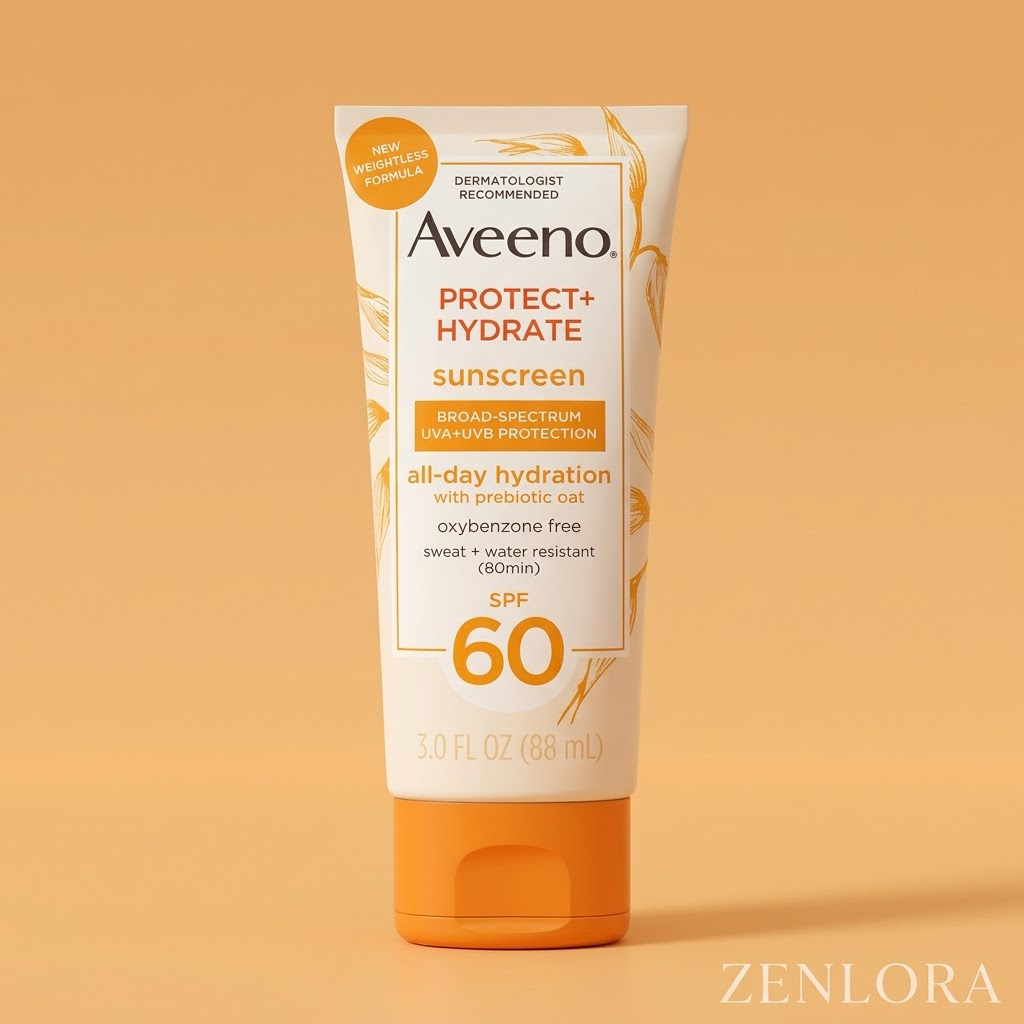 NEW
WEIGHTLESS
FORMULA
DERMATOLOGIST
RECOMMENDED
Aveeno®
PROTECT+
HYDRATE
sunscreen
BROAD-SPECTRUM
UVA+UVB PROTECTION
all-day hydration
with prebiotic oat
oxybenzone free
sweat + water resistant
(80min)
SPF
60
3.0 FL OZ (88 mL)
ZENLORA